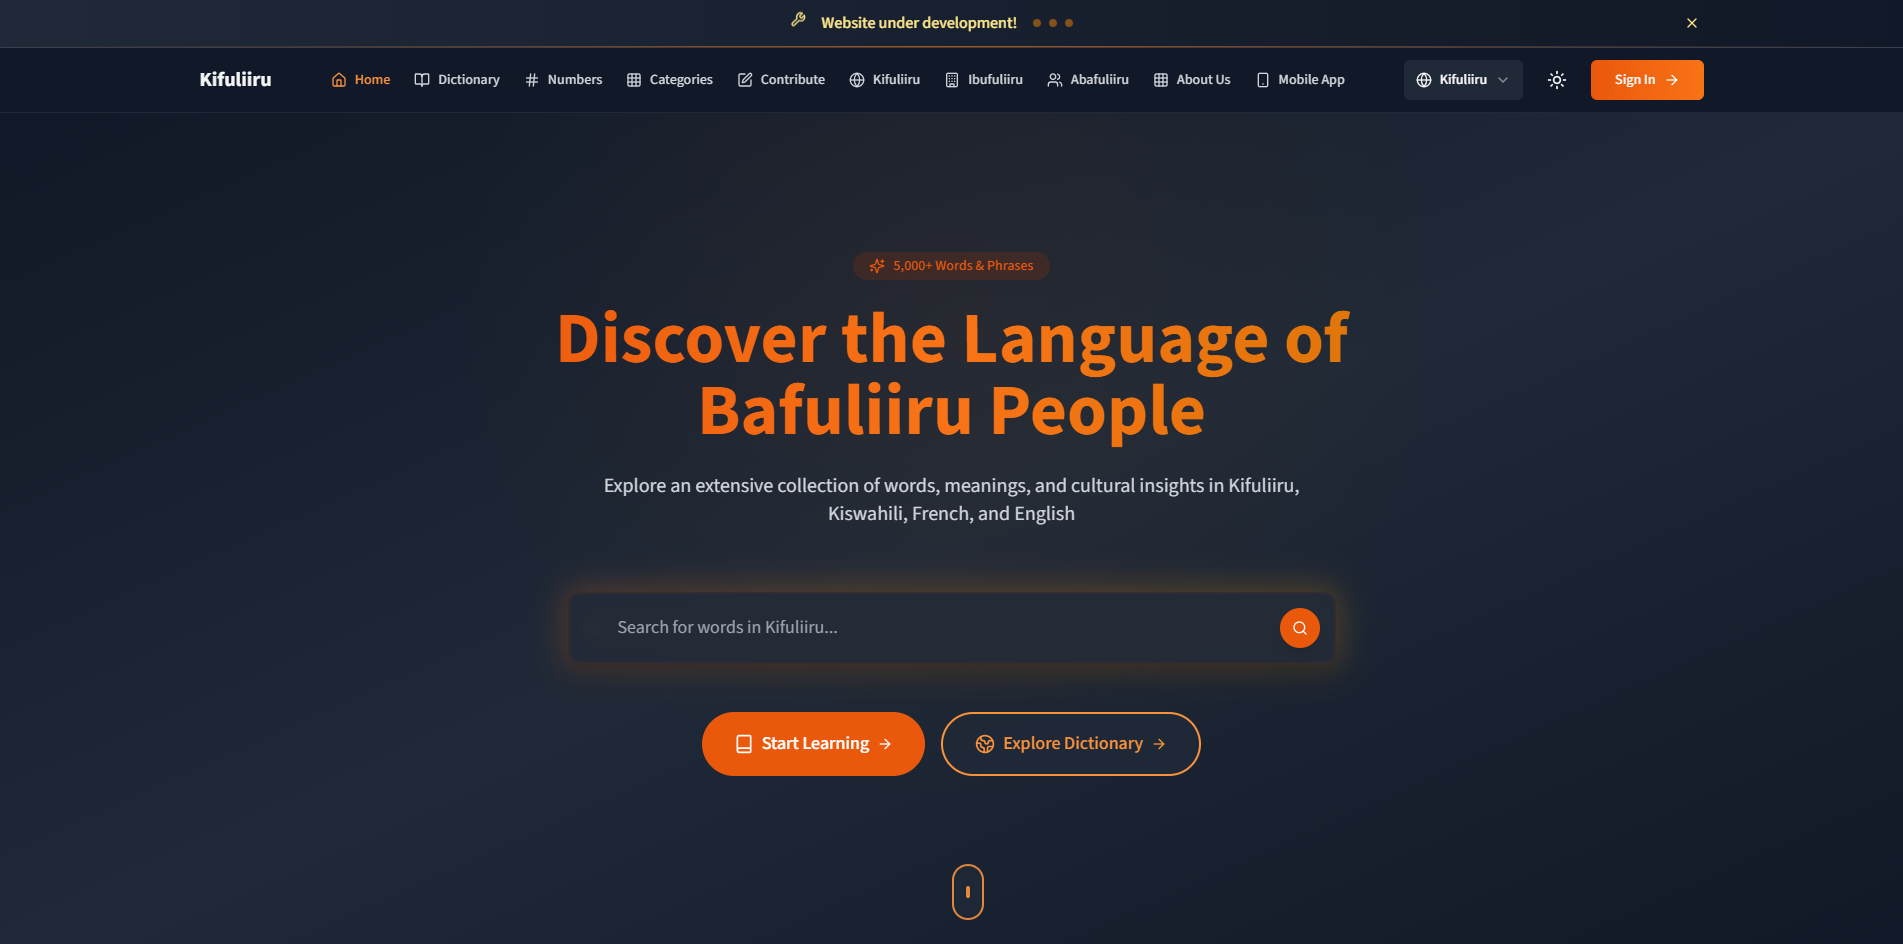 Website under development!
Kifuliiru
Home
Dictionary
Numbers
Categories
Contribute
Kifuliiru
Ibufuliiru
Abafuliiru
About Us
Mobile App
Kifuliiru
Sign In
5,000+ Words & Phrases
Discover the Language of
Bafuliiru People
Explore an extensive collection of words, meanings, and cultural insights in Kifuliiru,
Kiswahili, French, and English
Search for words in Kifuliiru...
Start Learning
Explore Dictionary